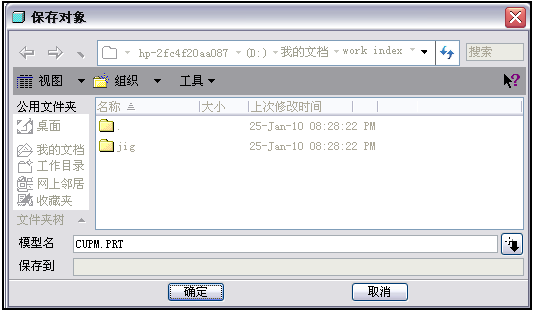 保存对象
hp-2fc4f20aa087 (D:) 我的文档 work index 搜索
视图 组织 工具
公用文件夹 名称 大小 上次修改时间
桌面 . 25-Jan-10 08:28:22 PM
我的文档 jig 25-Jan-10 08:28:22 PM
工作目录
网上邻居
收藏夹
文件夹树
模型名 CUPM.PRT
保存到
确定 取消